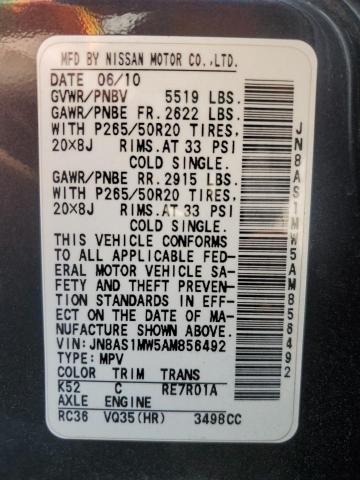 MFD BY NISSAN MOTOR CO.,LTD.
DATE 06/10
GVWR/PNBV 5519 LBS.
GAWR/PNBE FR. 2622 LBS.
WITH P265/50R20 TIRES,
20X8J RIMS.AT 33 PSI
COLD SINGLE.
GAWR/PNBE RR. 2915 LBS.
WITH P265/50R20 TIRES,
20X8J RIMS.AT 33 PSI
COLD SINGLE.
THIS VEHICLE CONFORMS
TO ALL APPLICABLE FED-
ERAL MOTOR VEHICLE SA-
FETY AND THEFT PREVEN-
TION STANDARDS IN EFF-
ECT ON THE DATE OF MA-
NUFACTURE SHOWN ABOVE.
VIN:JN8AS1MW5AM856492
TYPE: MPV
COLOR TRIM TRANS
K52 C RE7R01A
AXLE ENGINE
RC36 VQ35(HR) 3498CC
JN8AS1MW5AM856492